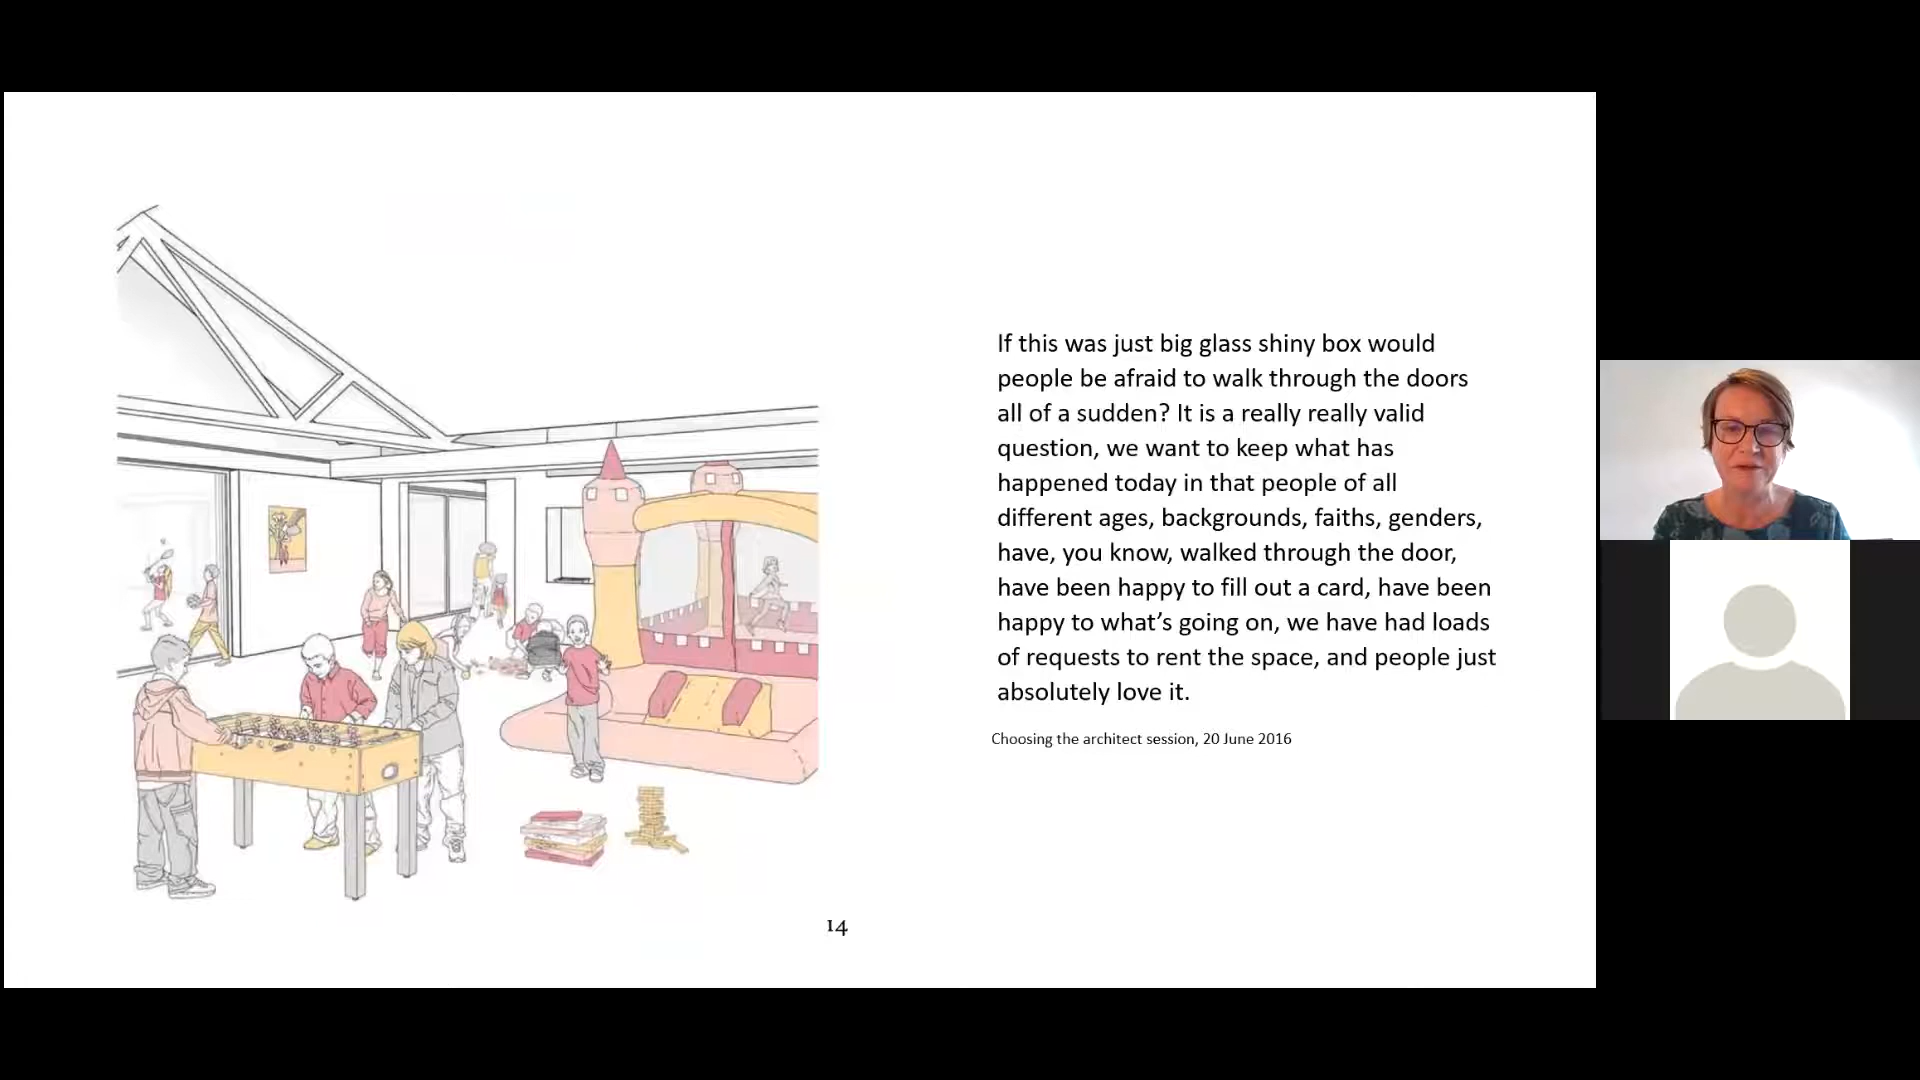 If this was just big glass shiny box would
people be afraid to walk through the doors
all of a sudden? It is a really really valid
question, we want to keep what has
happened today in that people of all
different ages, backgrounds, faiths, genders,
have, you know, walked through the door,
have been happy to fill out a card, have been
happy to what’s going on, we have had loads
of requests to rent the space, and people just
absolutely love it.
Choosing the architect session, 20 June 2016
14